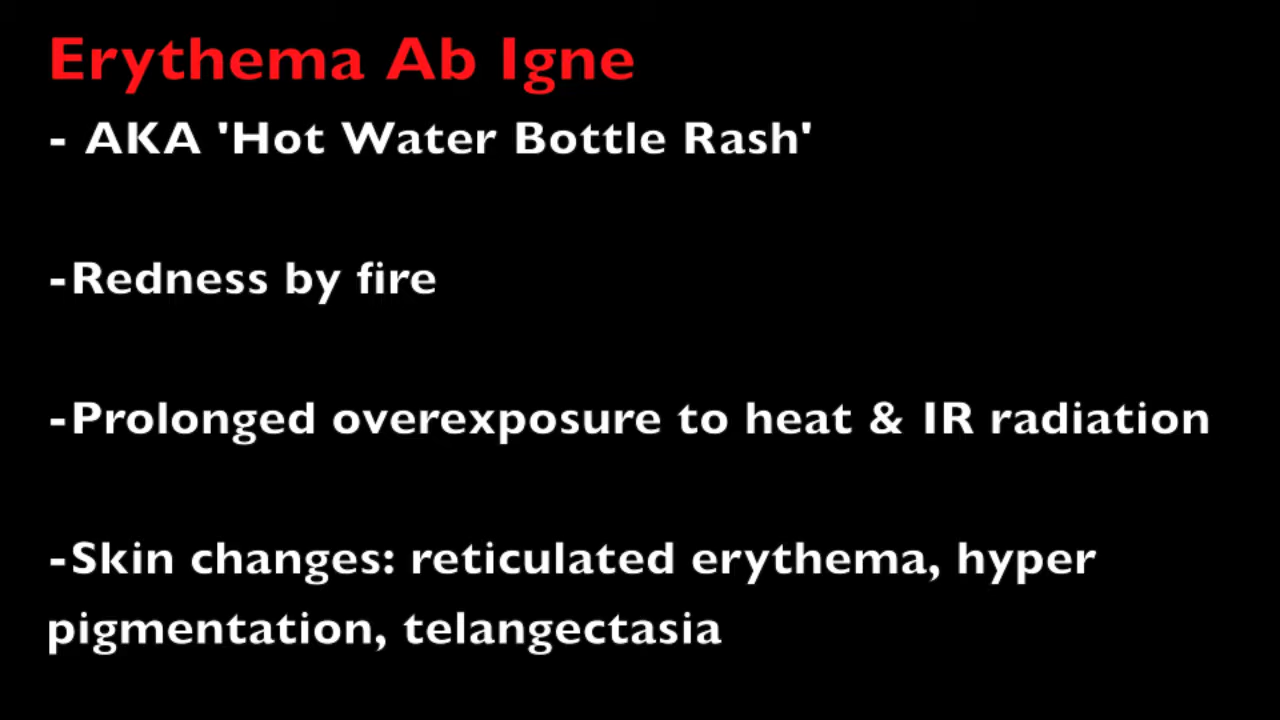 Erythema Ab Igne
- AKA 'Hot Water Bottle Rash'
-Redness by fire
-Prolonged overexposure to heat & IR radiation
-Skin changes: reticulated erythema, hyper
pigmentation, telangectasia